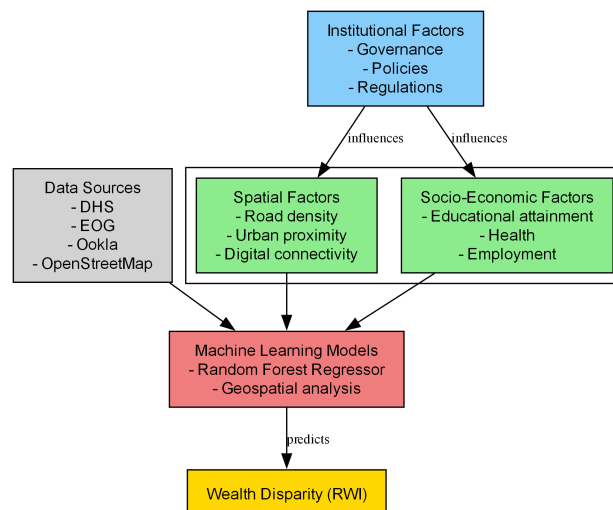 Institutional Factors
- Governance
- Policies
- Regulations
influences
influences
Data Sources
- DHS
- EOG
- Ookla
- OpenStreetMap
Spatial Factors
- Road density
- Urban proximity
- Digital connectivity
Socio-Economic Factors
- Educational attainment
- Health
- Employment
Machine Learning Models
- Random Forest Regressor
- Geospatial analysis
predicts
Wealth Disparity (RWI)